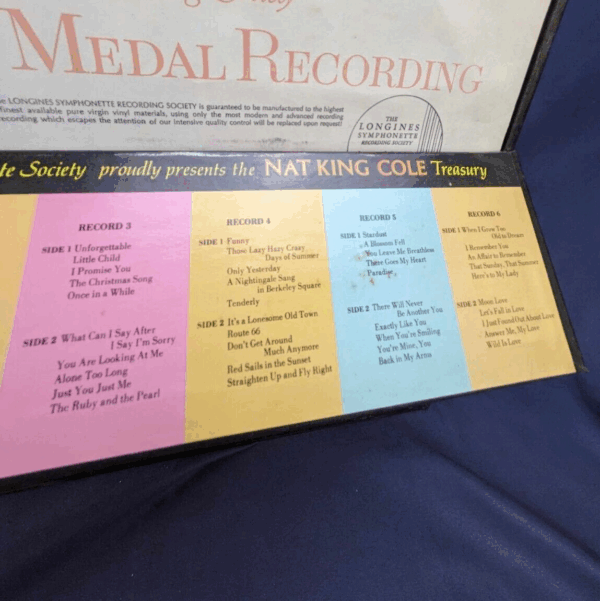 MEDAL RECORDING
LONGINES SYMPHONETTE RECORDING SOCIETY is guaranteed to be manufactured to the highest
finest available pure virgin vinyl materials, using only the most modern and advanced recording
recording which escapes the attention of our intensive quality control will be replaced upon request!
THE
LONGINES
SYMPHONETTE
RECORDING SOCIETY
te Society proudly presents the NAT KING COLE Treasury
RECORD 3
SIDE 1 Unforgettable
Little Child
I Promise You
The Christmas Song
Once in a While
SIDE 2 What Can I Say After
I Say I'm Sorry
You Are Looking At Me
Alone Too Long
Just You Just Me
The Ruby and the Pearl
RECORD 4
SIDE 1 Funny
Those Lazy Hazy Crazy
Days of Summer
Only Yesterday
A Nightingale Sang
in Berkeley Square
Tenderly
SIDE 2 It's a Lonesome Old Town
Route 66
Don't Get Around
Much Anymore
Red Sails in the Sunset
Straighten Up and Fly Right
RECORD 5
SIDE 1 Stardust
A Blossom Fell
You Leave Me Breathless
There Goes My Heart
Paradise
SIDE 2 There Will Never
Be Another You
Exactly Like You
When You're Smiling
You're Mine, You
Back in My Arms
RECORD 6
SIDE 1 When I Grow Too
Old to Dream
I Remember You
An Affair to Remember
That Sunday, That Summer
Here's to My Lady
SIDE 2 Moon Love
Let's Fall in Love
I Just Found Out About Love
Answer Me, My Love
Wild Is Love